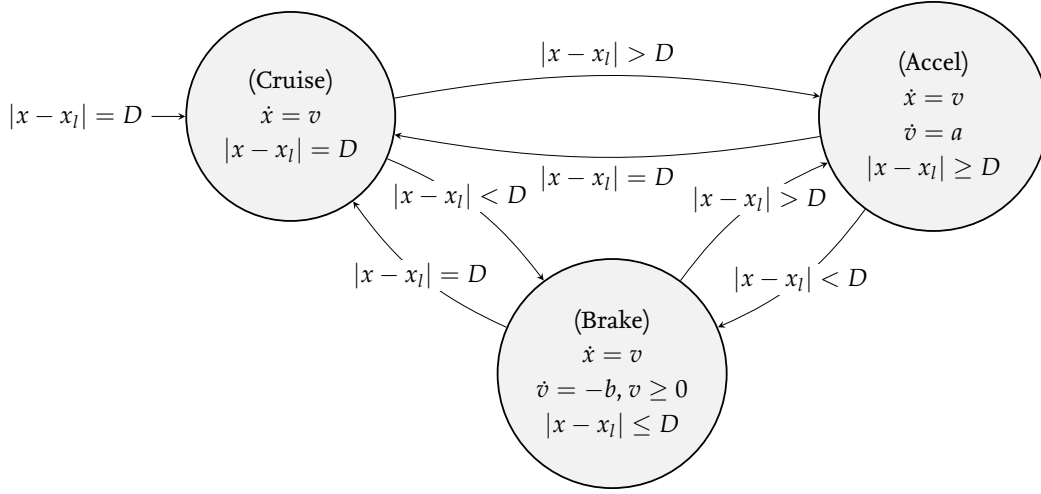 |x − x_l| = D
(Cruise)
ẋ = v
|x − x_l| = D
|x − x_l| > D
|x − x_l| = D
(Accel)
ẋ = v
v̇ = a
|x − x_l| ≥ D
|x − x_l| < D
|x − x_l| > D
|x − x_l| = D
|x − x_l| < D
(Brake)
ẋ = v
v̇ = −b, v ≥ 0
|x − x_l| ≤ D